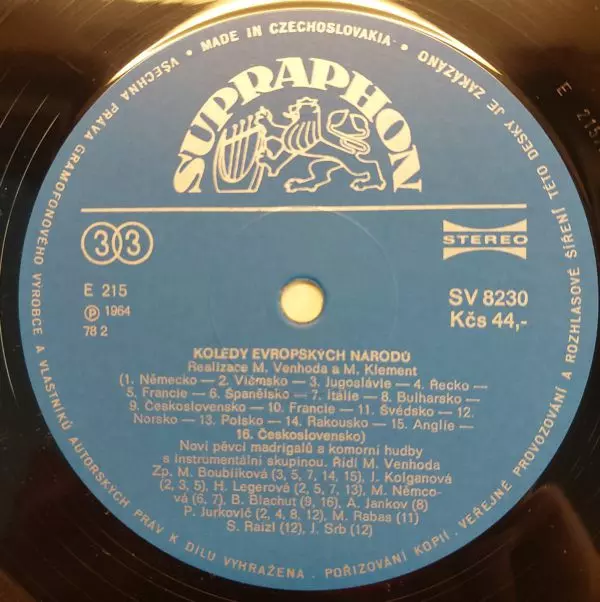 VŠECHNA PRÁVA GRAMOFONOVÉHO VÝROBCE A VLASTNÍKŮ AUTORSKÝCH PRÁV K DÍLU VYHRAŽENA · POŘIZOVÁNÍ KOPIÍ, VEŘEJNÉ PROVOZOVÁNÍ A ROZHLASOVÉ ŠÍŘENÍ TÉTO DESKY JE ZAKÁZÁNO
· MADE IN CZECHOSLOVAKIA ·
SUPRAPHON
33
STEREO
E 215
SV 8230
Ⓟ 1964
Kčs 44,-
78 2
KOLEDY EVROPSKÝCH NÁRODŮ
Realizace M. Venhoda a M. Klement
(1. Německo — 2. Vlámsko — 3. Jugoslávie — 4. Řecko —
5. Francie — 6. Španělsko — 7. Itálie — 8. Bulharsko —
9. Československo — 10. Francie — 11. Švédsko — 12.
Norsko — 13. Polsko — 14. Rakousko — 15. Anglie —
16. Československo)
Noví pěvci madrigalů a komorní hudby
s instrumentální skupinou. Řídí M. Venhoda
Zp. M. Boublíková (3, 5, 7, 14, 15), J. Kolganová
(2, 3, 5), H. Legerová (2, 5, 7, 13), M. Němco-
vá (6, 7), B. Blachut (9, 16), A. Jankov (8)
P. Jurkovič (2, 4, 8, 12), M. Rabas (11)
S. Raizl (12), J. Srb (12)